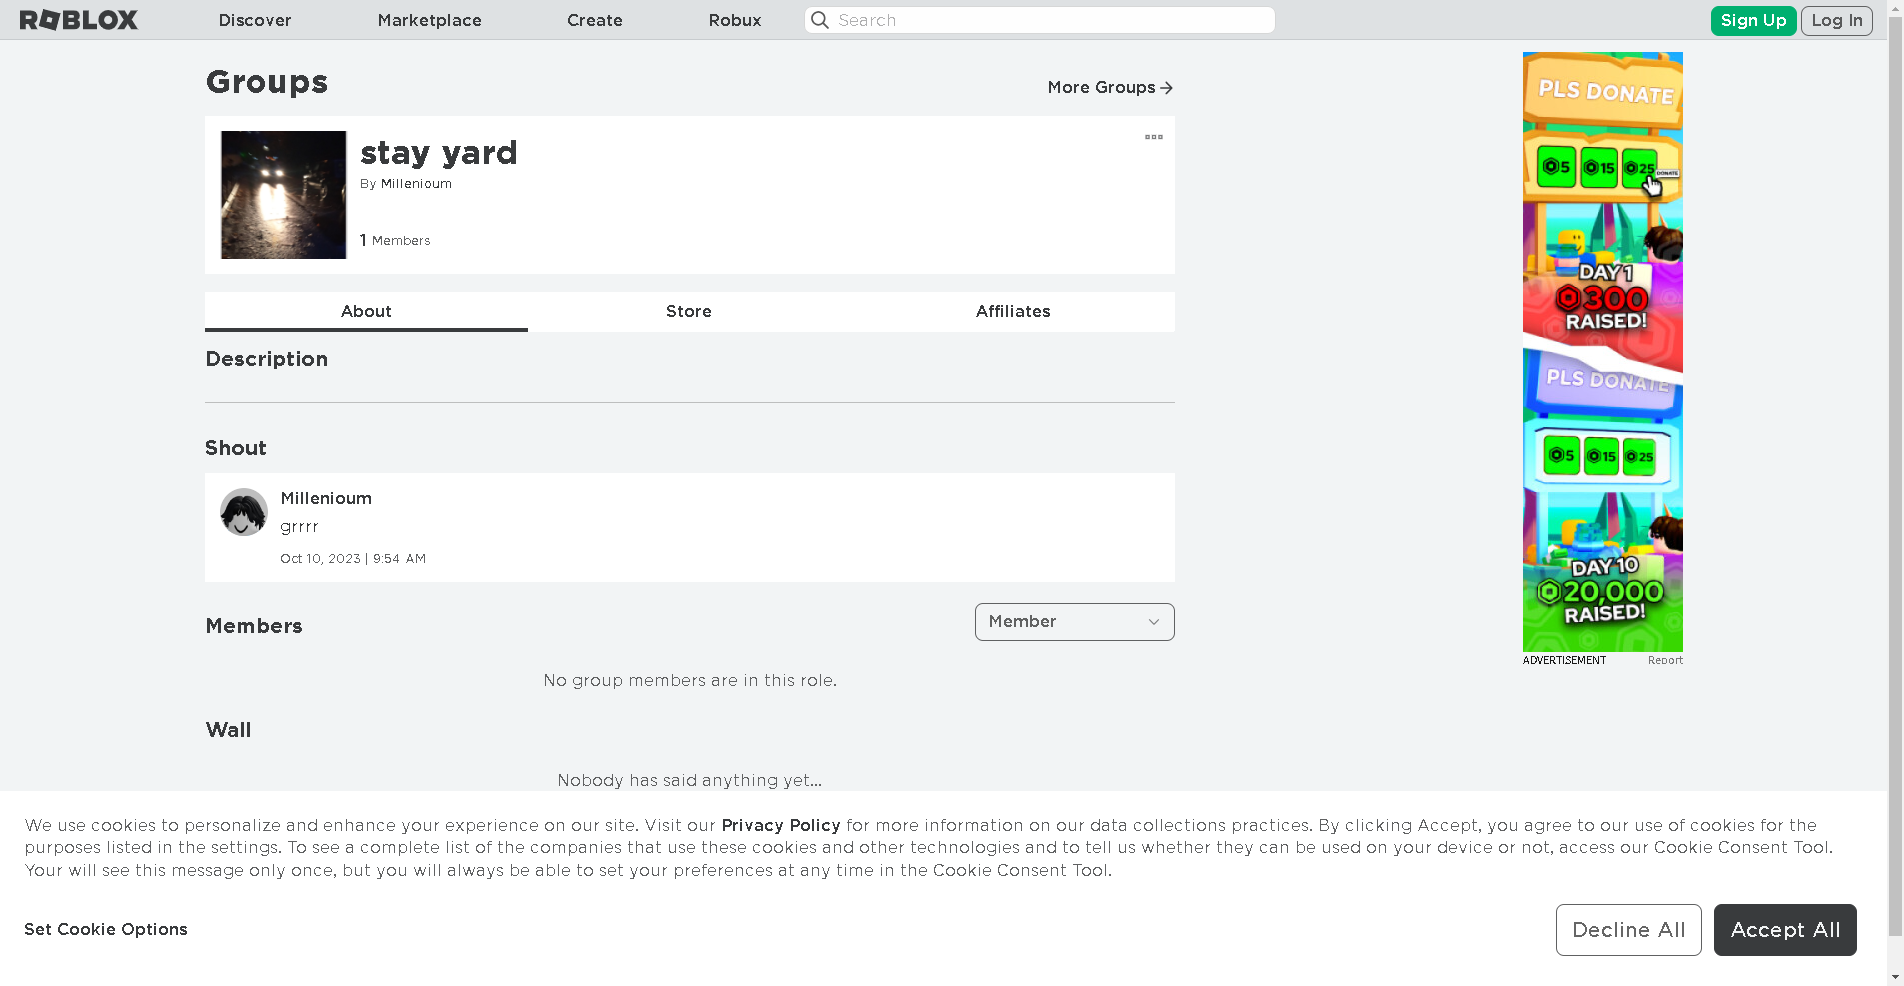 ROBLOX
Discover
Marketplace
Create
Robux
Search
Sign Up
Log In
Groups
More Groups
stay yard
By Millenioum
1 Members
About
Store
Affiliates
Description
Shout
Millenioum
grrrr
Oct 10, 2023 | 9:54 AM
Members
Member
No group members are in this role.
Wall
Nobody has said anything yet...
PLS DONATE
5
15
25
DONATE
DAY 1
300
RAISED!
PLS DONATE
5
15
25
DAY 10
20,000
RAISED!
ADVERTISEMENT
Report
We use cookies to personalize and enhance your experience on our site. Visit our Privacy Policy for more information on our data collections practices. By clicking Accept, you agree to our use of cookies for the
purposes listed in the settings. To see a complete list of the companies that use these cookies and other technologies and to tell us whether they can be used on your device or not, access our Cookie Consent Tool.
Your will see this message only once, but you will always be able to set your preferences at any time in the Cookie Consent Tool.
Set Cookie Options
Decline All
Accept All